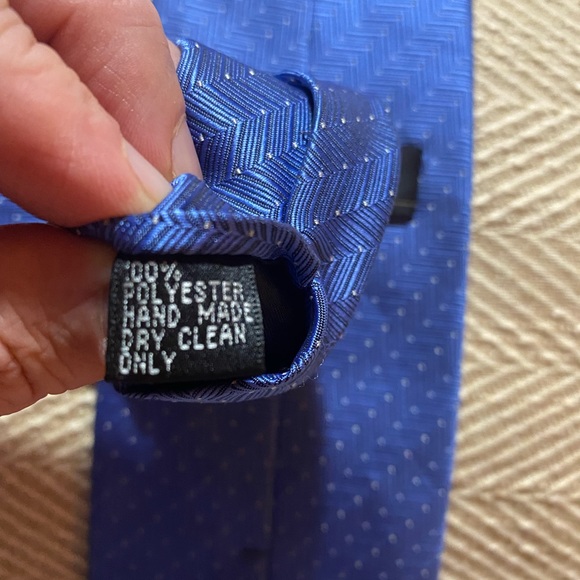 100%
POLYESTER
HAND MADE
DRY CLEAN
ONLY